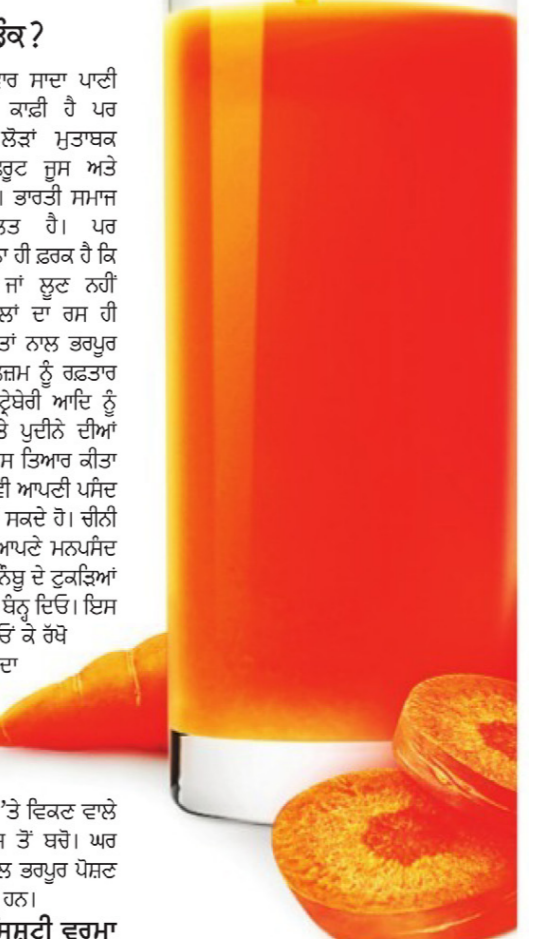 ਸਾਦਾ ਪਾਣੀ
ਕਾਫ਼ੀ ਹੈ ਪਰ
ਲੋੜਾਂ ਮੁਤਾਬਕ
ਜੂਸ ਅਤੇ
। ਭਾਰਤੀ ਸਮਾਜ
ਹੈ। ਪਰ
ਹੀ ਫ਼ਰਕ ਹੈ ਕਿ
ਜਾਂ ਲੂਣ ਨਹੀਂ
ਦਾ ਰਸ ਹੀ
ਨਾਲ ਭਰਪੂਰ
ਨੂੰ ਰਫ਼ਤਾਰ
ਆਦਿ ਨੂੰ
ਪੁਦੀਨੇ ਦੀਆਂ
ਤਿਆਰ ਕੀਤਾ
ਆਪਣੀ ਪਸੰਦ
ਸਕਦੇ ਹੋ। ਚੀਨੀ
ਆਪਣੇ ਮਨਪਸੰਦ
ਦੇ ਟੁਕੜਿਆਂ
ਬੰਨ੍ਹ ਦਿਓ। ਇਸ
ਕੇ ਰੱਖੋ
'ਤੇ ਵਿਕਣ ਵਾਲੇ
ਤੋਂ ਬਚੋ। ਘਰ
ਭਰਪੂਰ ਪੋਸ਼ਣ
ਹਨ।
ਵਰਮਾ